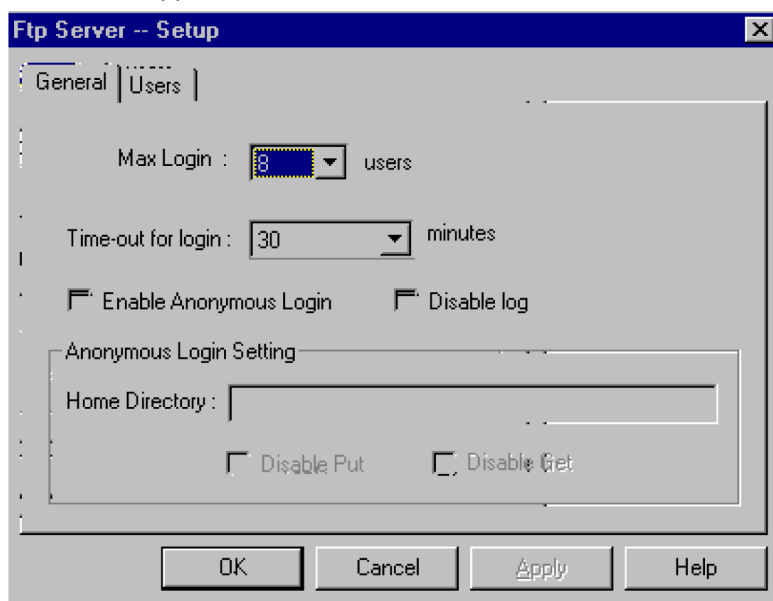 Ftp Server -- Setup
General Users
Max Login : 8 users
Time-out for login : 30 minutes
Enable Anonymous Login Disable log
Anonymous Login Setting
Home Directory :
Disable Put Disable Get
OK Cancel Apply Help